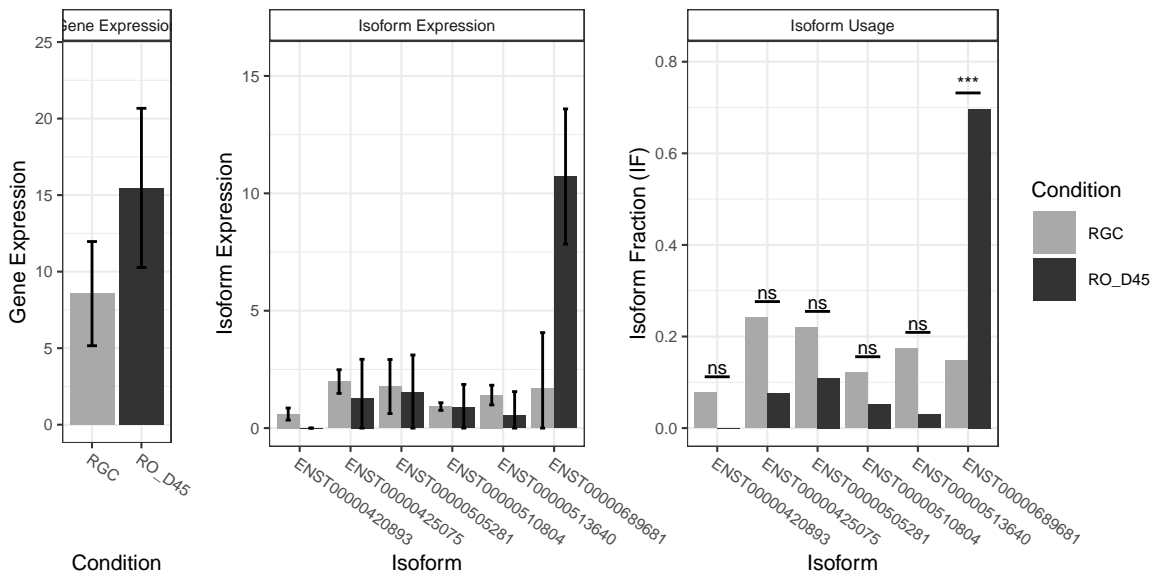 Gene Expression
Gene Expression
25
20
15
10
5
0
RGC
RO_D45
Condition
Isoform Expression
Isoform Expression
15
10
5
0
ENST00000420893
ENST00000425075
ENST00000505281
ENST00000510804
ENST00000513640
ENST00000689681
Isoform
Isoform Usage
Isoform Fraction (IF)
0.8
0.6
0.4
0.2
0.0
ns
ns
ns
ns
ns
***
ENST00000420893
ENST00000425075
ENST00000505281
ENST00000510804
ENST00000513640
ENST00000689681
Isoform
Condition
RGC
RO_D45